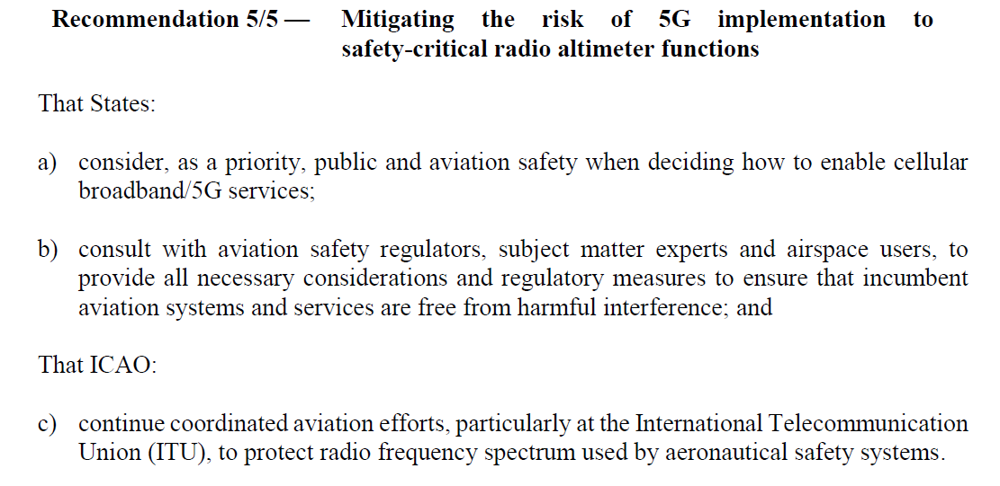 Recommendation 5/5 — Mitigating the risk of 5G implementation to
safety-critical radio altimeter functions
That States:
a) consider, as a priority, public and aviation safety when deciding how to enable cellular
broadband/5G services;
b) consult with aviation safety regulators, subject matter experts and airspace users, to
provide all necessary considerations and regulatory measures to ensure that incumbent
aviation systems and services are free from harmful interference; and
That ICAO:
c) continue coordinated aviation efforts, particularly at the International Telecommunication
Union (ITU), to protect radio frequency spectrum used by aeronautical safety systems.